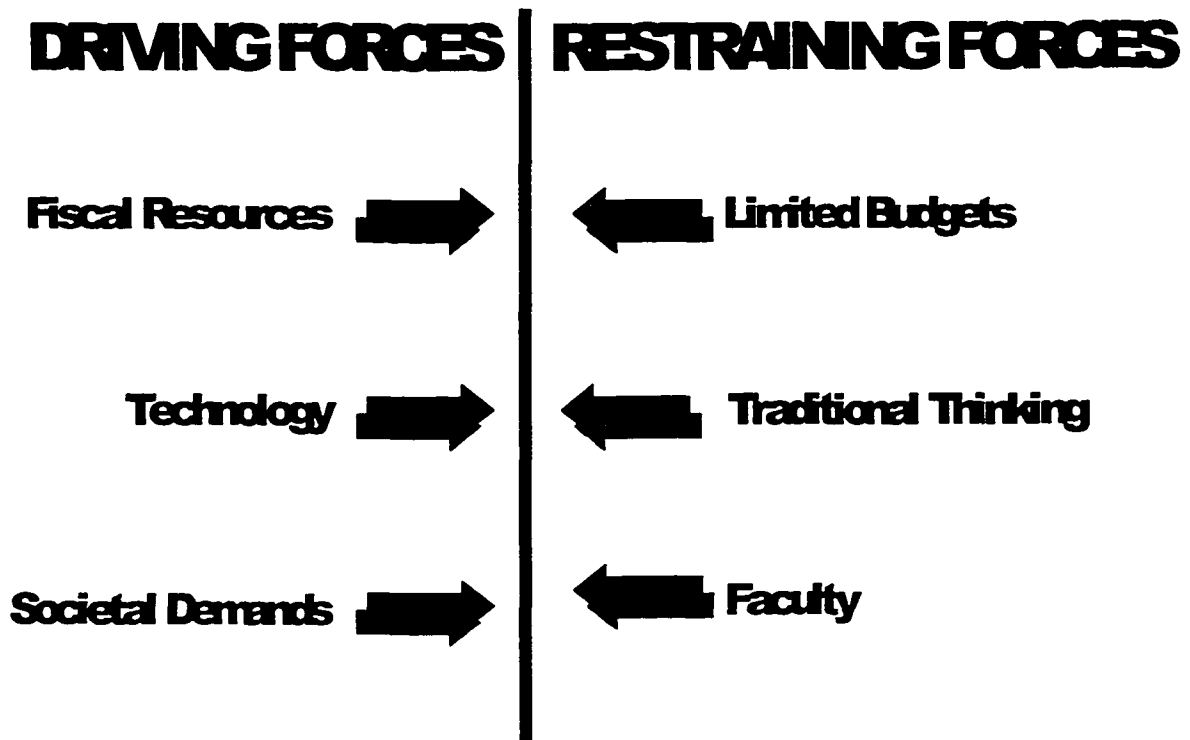 DRIVING FORCES
RESTRAINING FORCES
Fiscal Resources
Limited Budgets
Technology
Traditional Thinking
Societal Demands
Faculty